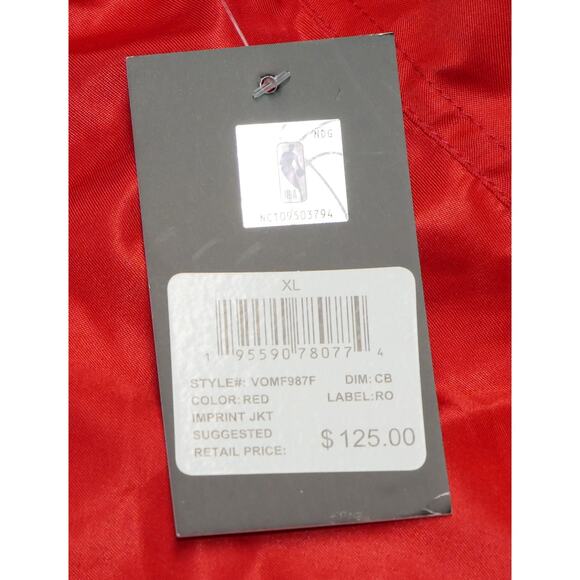 NDG
NBA
NC109503794
XL
1 95590 78077 4
STYLE#: VOMF987F DIM: CB
COLOR: RED LABEL: RO
IMPRINT JKT
SUGGESTED
RETAIL PRICE: $ 125.00